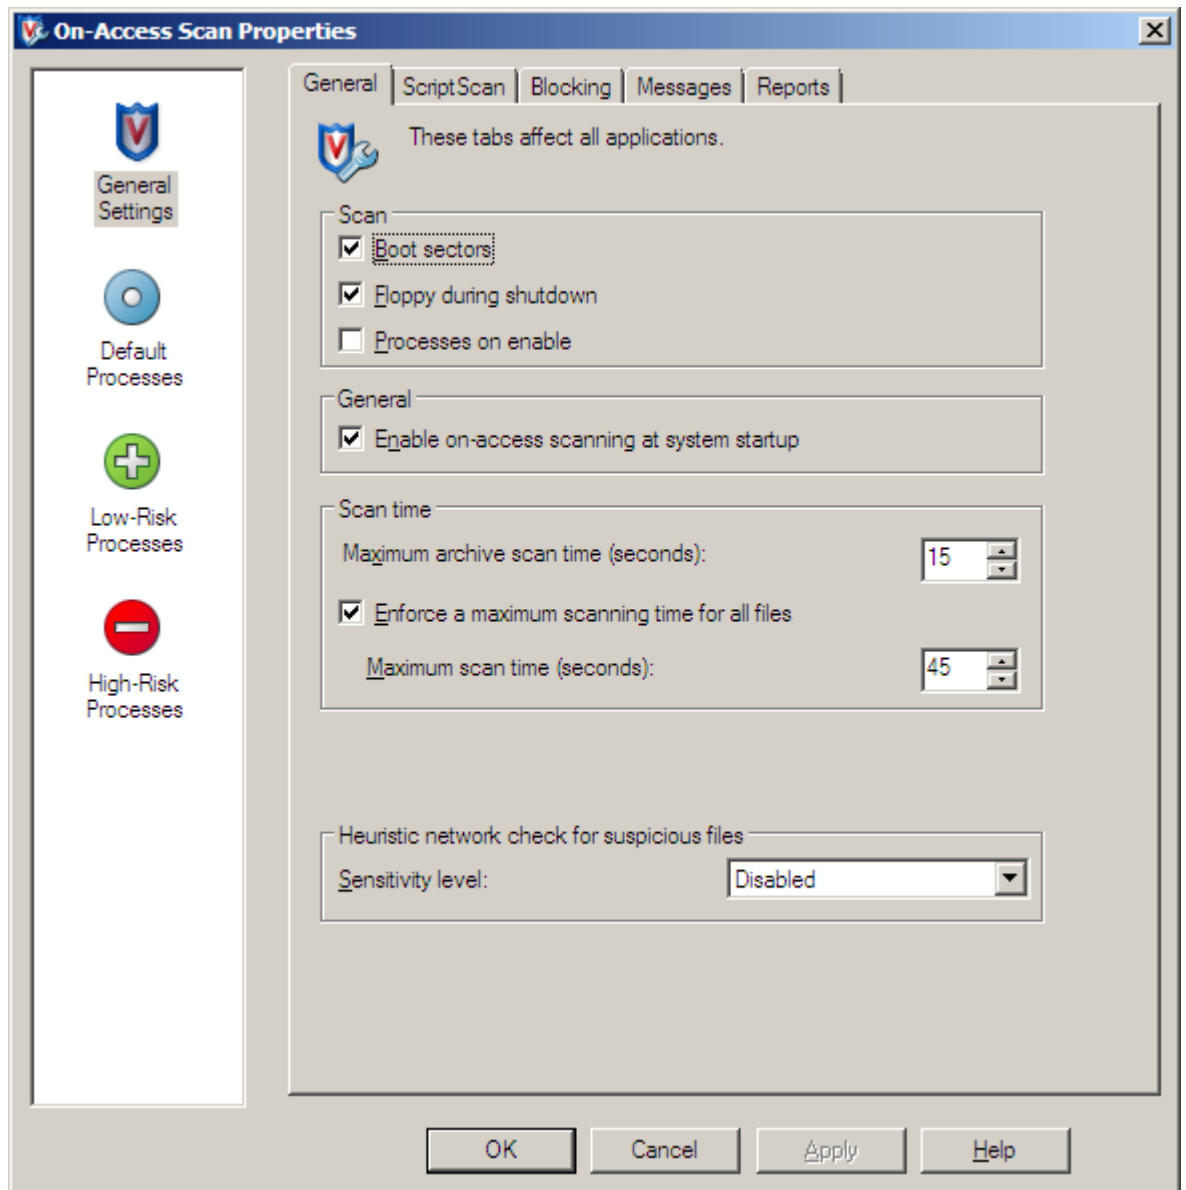 On-Access Scan Properties
General
Settings
Default
Processes
Low-Risk
Processes
High-Risk
Processes
General ScriptScan Blocking Messages Reports
These tabs affect all applications.
Scan
Boot sectors
Floppy during shutdown
Processes on enable
General
Enable on-access scanning at system startup
Scan time
Maximum archive scan time (seconds): 15
Enforce a maximum scanning time for all files
Maximum scan time (seconds): 45
Heuristic network check for suspicious files
Sensitivity level: Disabled
OK Cancel Apply Help